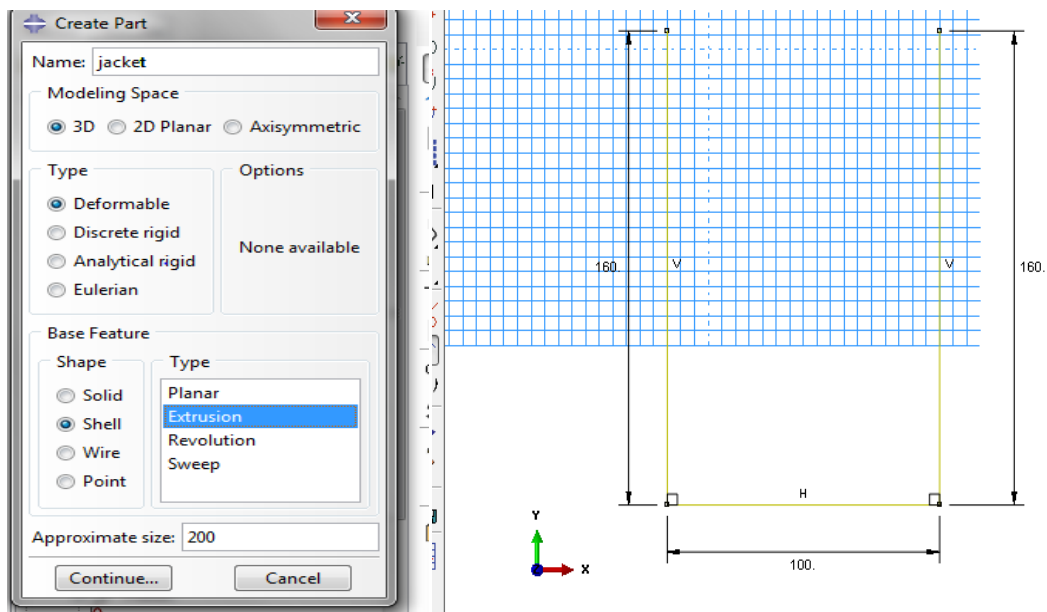 Create Part
Name: jacket
Modeling Space
3D 2D Planar Axisymmetric
Type
Deformable
Discrete rigid
Analytical rigid
Eulerian
Options
None available
Base Feature
Shape
Solid
Shell
Wire
Point
Type
Planar
Extrusion
Revolution
Sweep
Approximate size: 200
Continue... Cancel
160. V V 160.
H
Y
X
100.